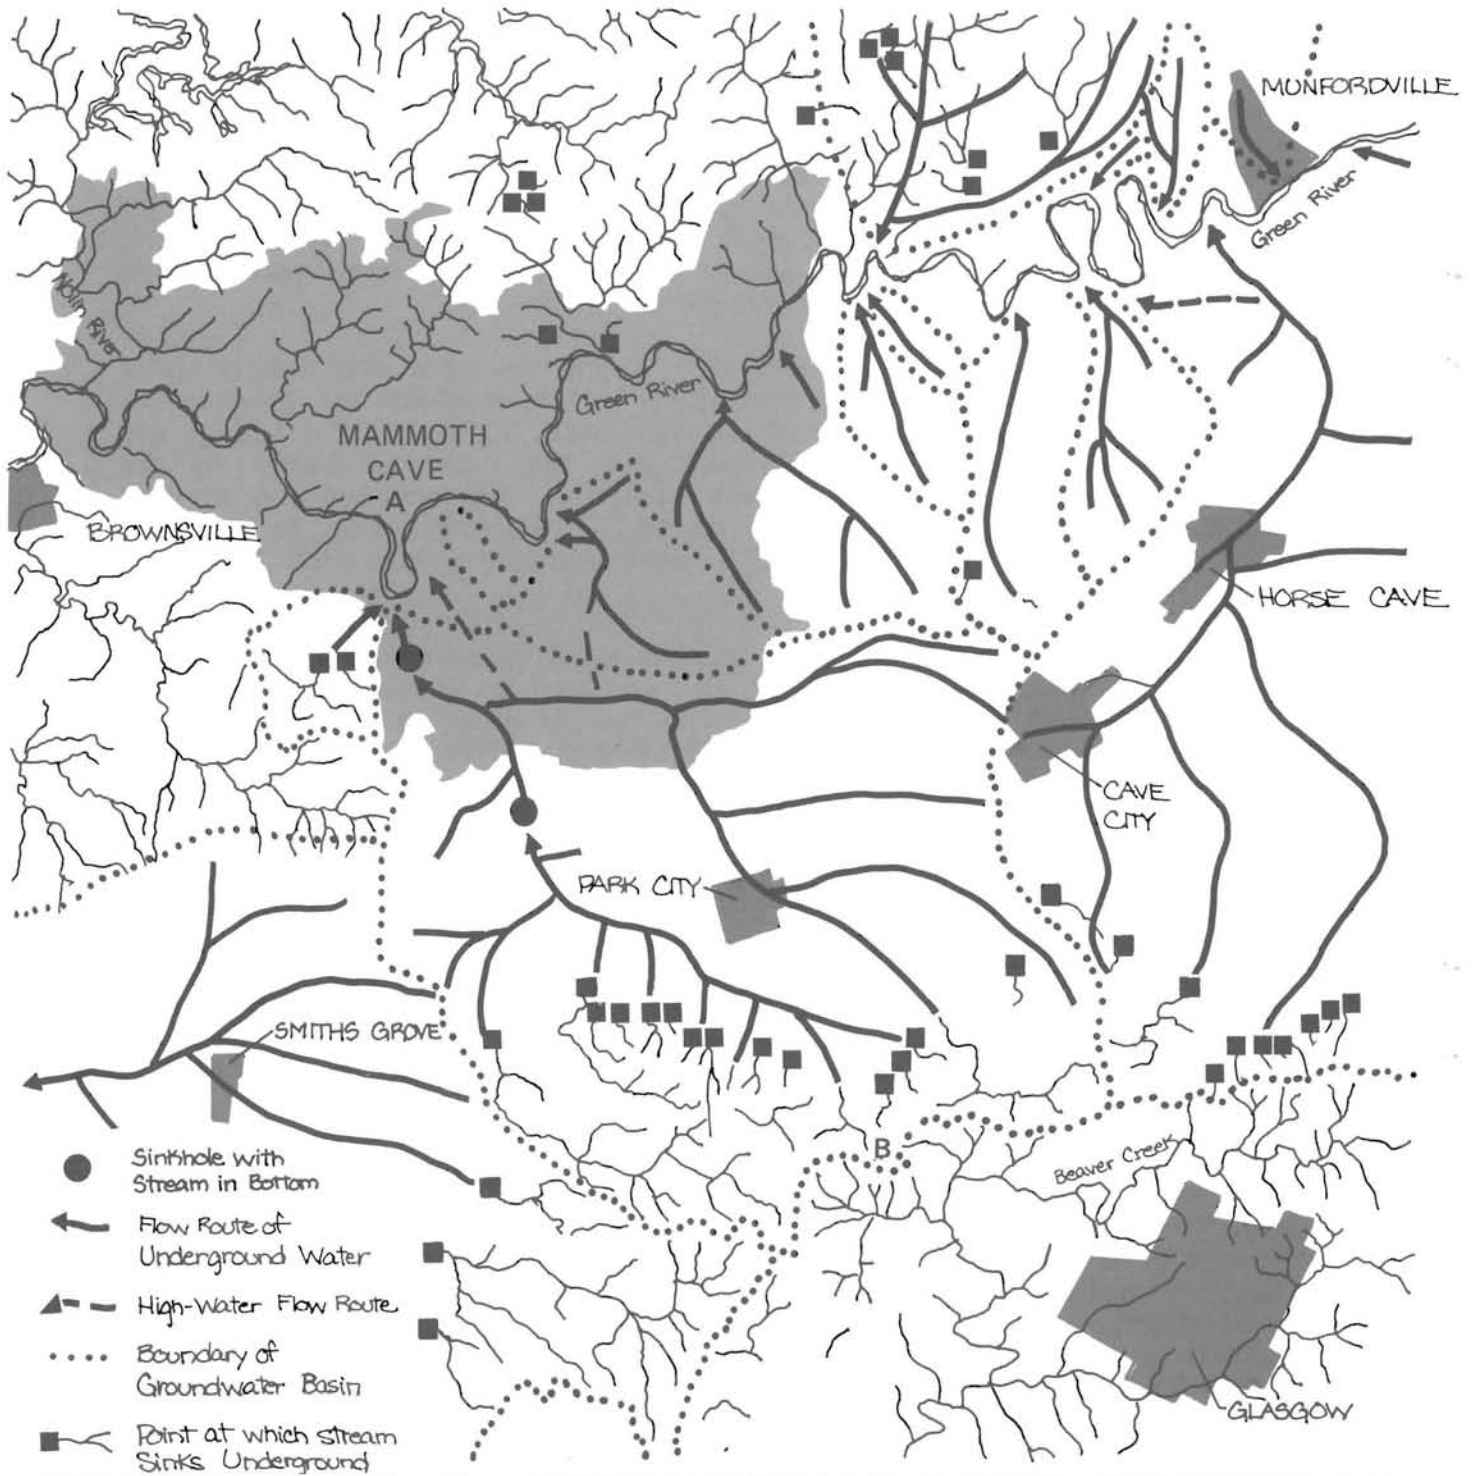 MUNFORDVILLE
Green River
Nolin River
Green River
MAMMOTH
CAVE
A
BROWNSVILLE
HORSE CAVE
CAVE
CITY
PARK CITY
SMITHS GROVE
B
Beaver Creek
GLASGOW
Sinkhole with
Stream in Bottom
Flow Route of
Underground Water
High-Water Flow Route
Boundary of
Groundwater Basin
Point at which stream
Sinks Underground